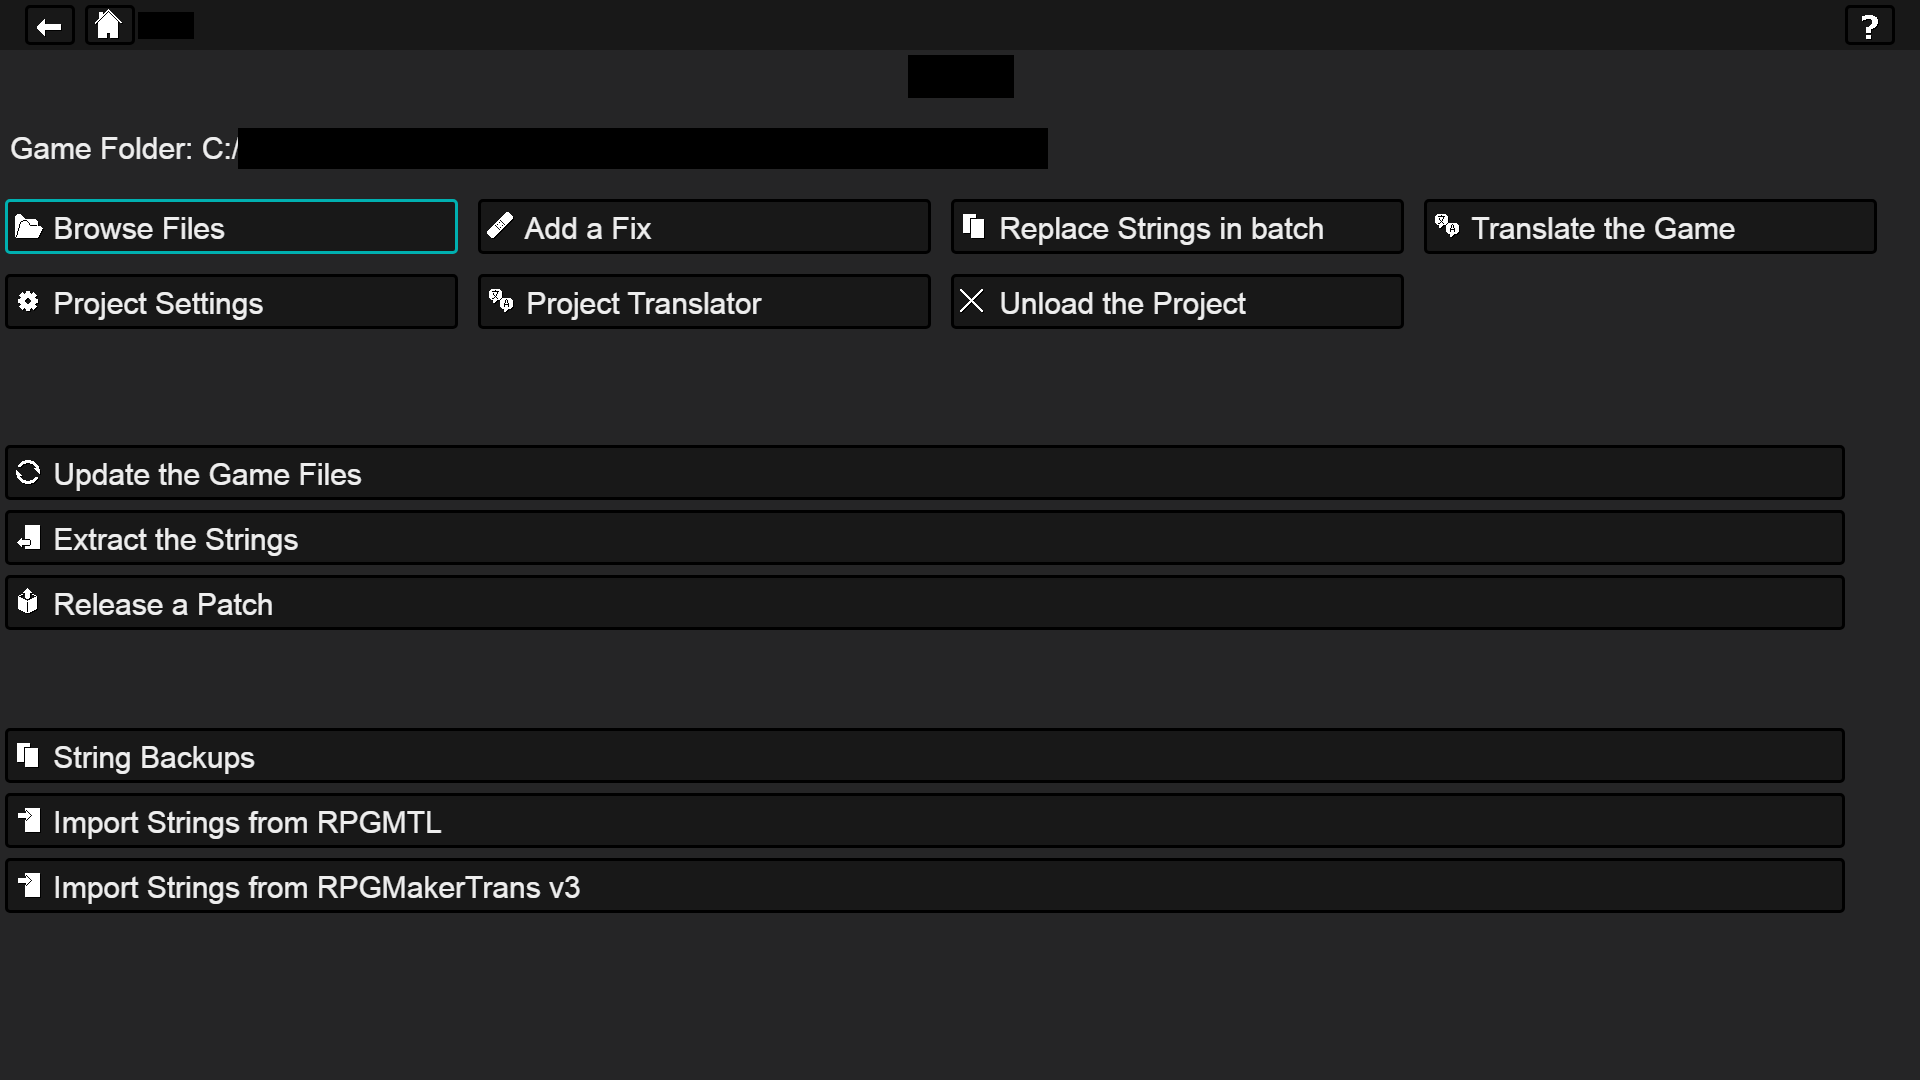 ?
Game Folder: C:/
Browse Files
Add a Fix
Replace Strings in batch
Translate the Game
Project Settings
Project Translator
Unload the Project
Update the Game Files
Extract the Strings
Release a Patch
String Backups
Import Strings from RPGMTL
Import Strings from RPGMakerTrans v3